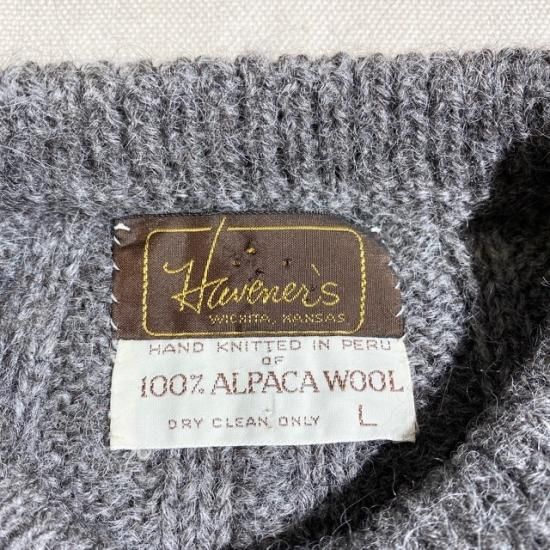 Havener's
WICHITA, KANSAS
HAND KNITTED IN PERU
OF
100% ALPACA WOOL
DRY CLEAN ONLY L